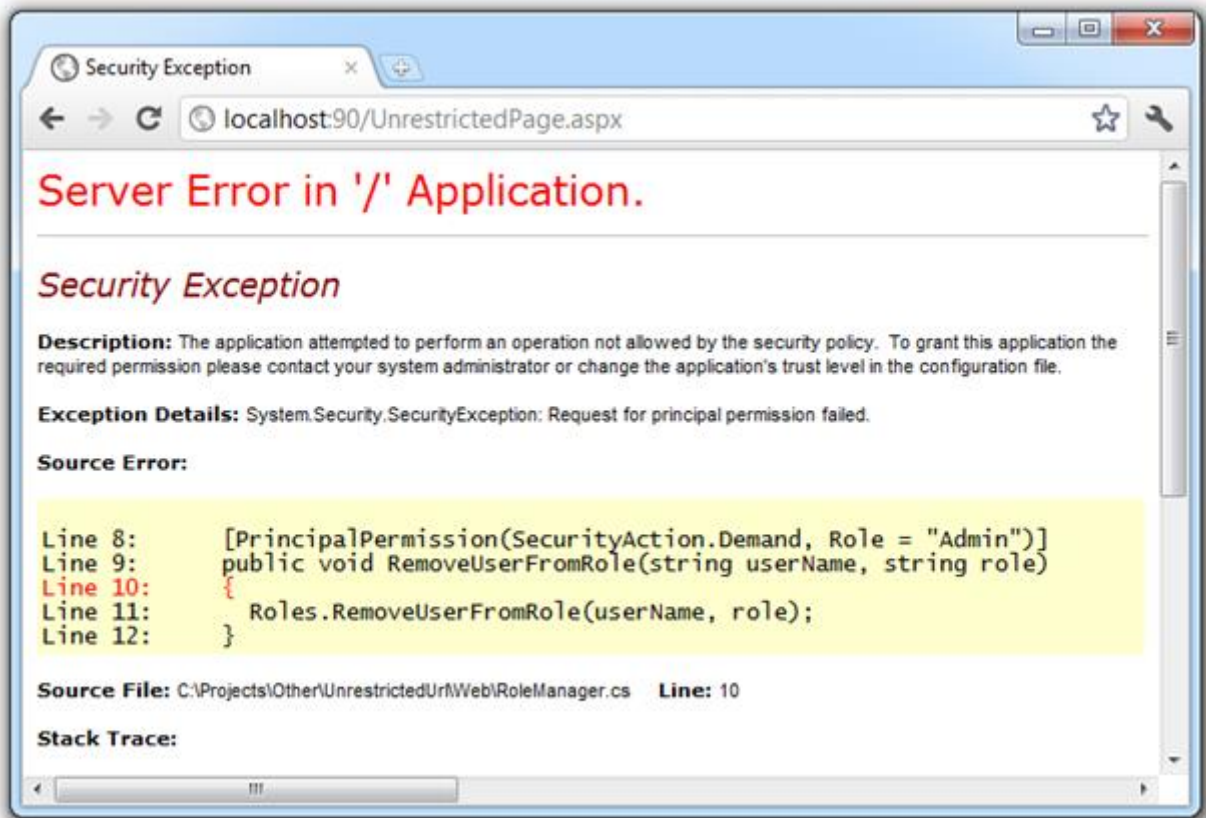 Security Exception
localhost:90/UnrestrictedPage.aspx
Server Error in '/' Application.
Security Exception
Description: The application attempted to perform an operation not allowed by the security policy.  To grant this application the
required permission please contact your system administrator or change the application's trust level in the configuration file.
Exception Details: System.Security.SecurityException: Request for principal permission failed.
Source Error:
Line 8:      [PrincipalPermission(SecurityAction.Demand, Role = "Admin")]
Line 9:      public void RemoveUserFromRole(string userName, string role)
Line 10:     {
Line 11:       Roles.RemoveUserFromRole(userName, role);
Line 12:     }
Source File: C:\Projects\Other\UnrestrictedUrl\Web\RoleManager.cs    Line: 10
Stack Trace: